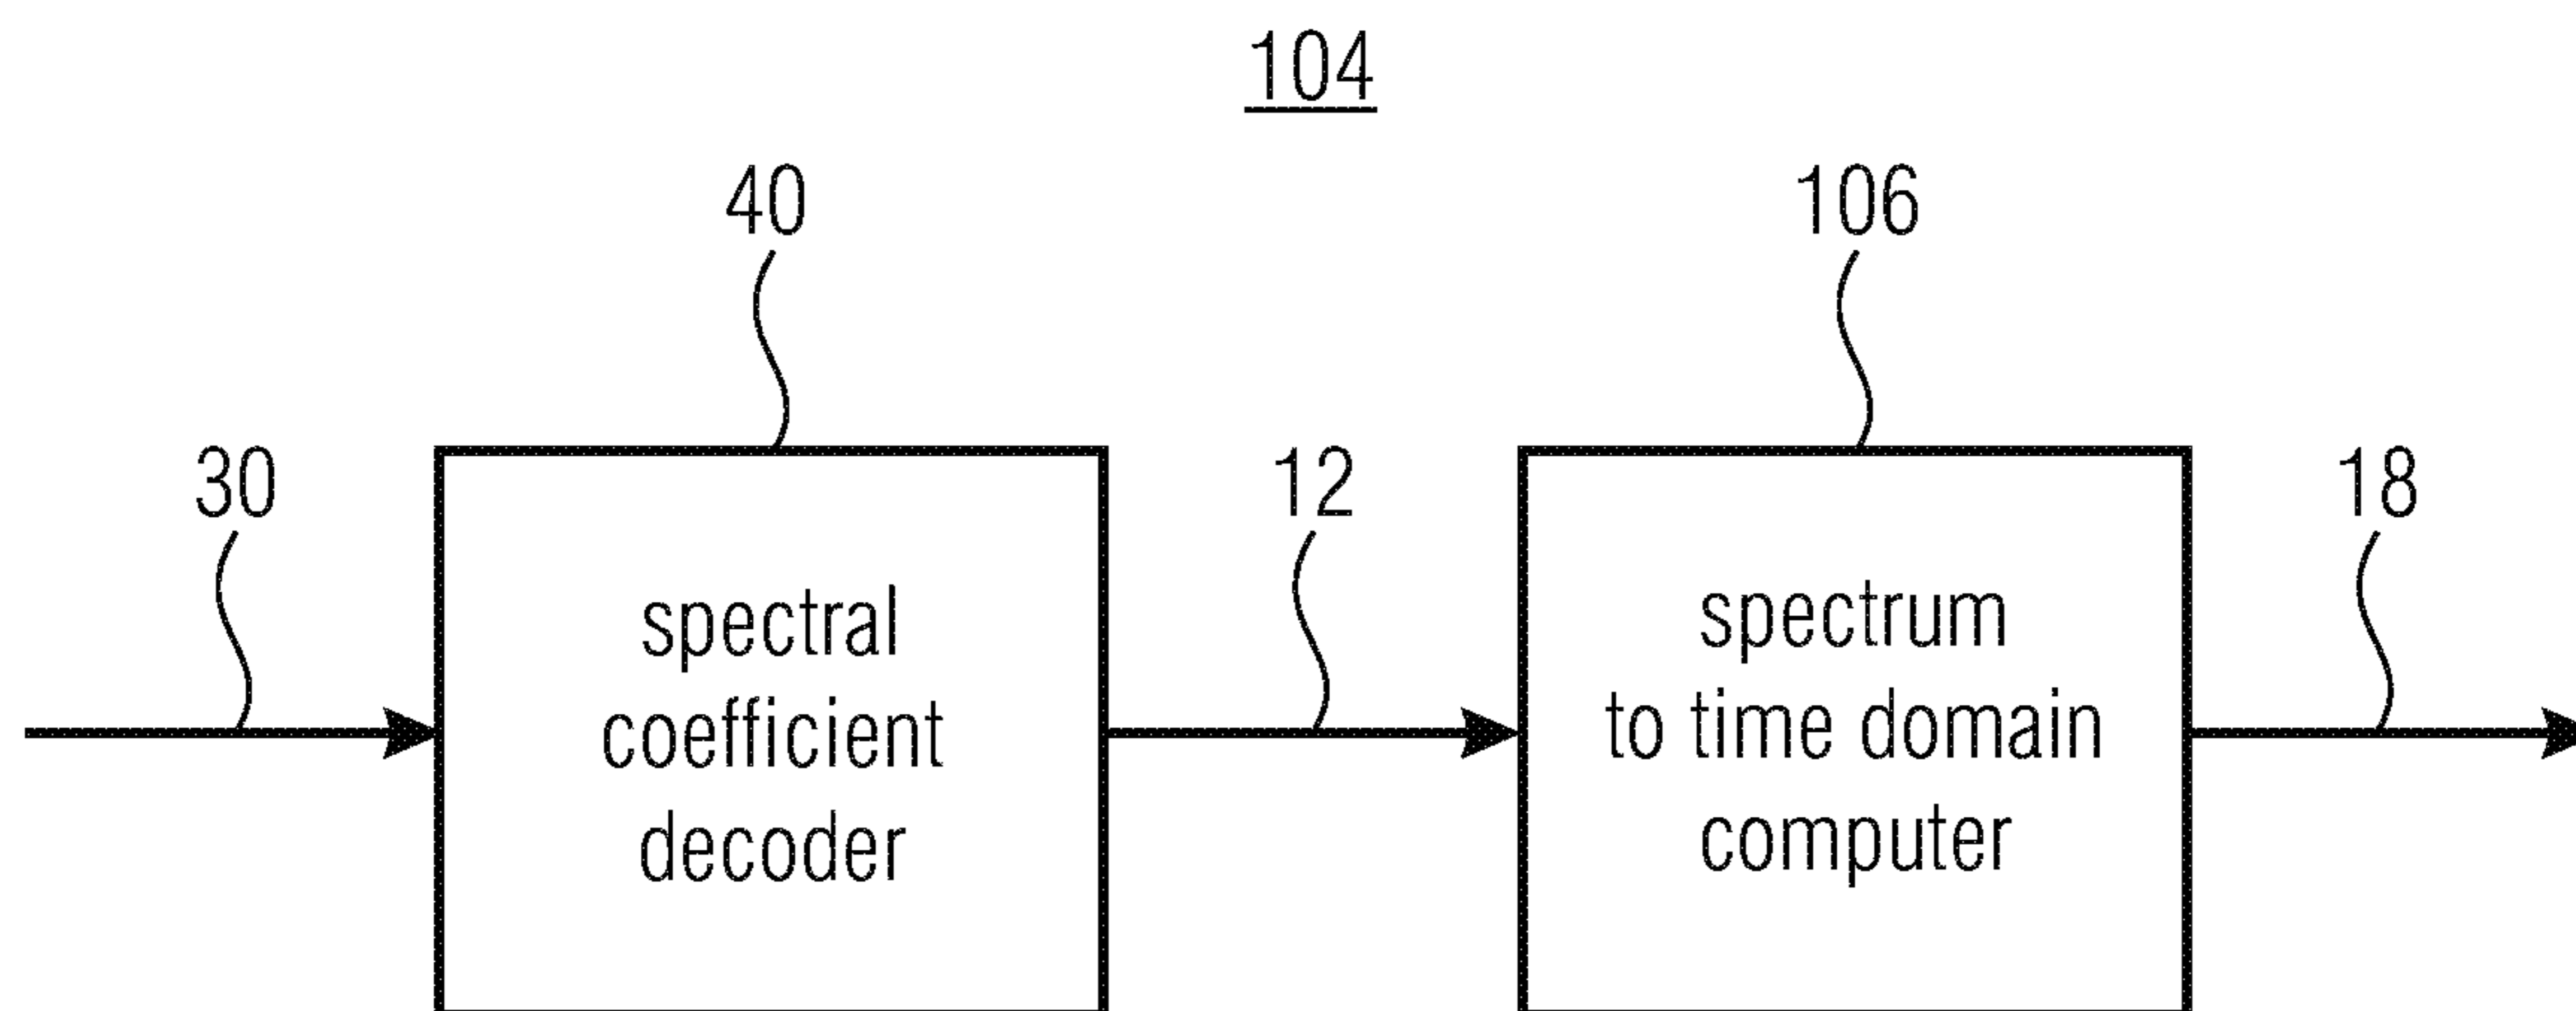 104
40
106
30
12
18
spectral
coefficient
decoder
spectrum
to time domain
computer